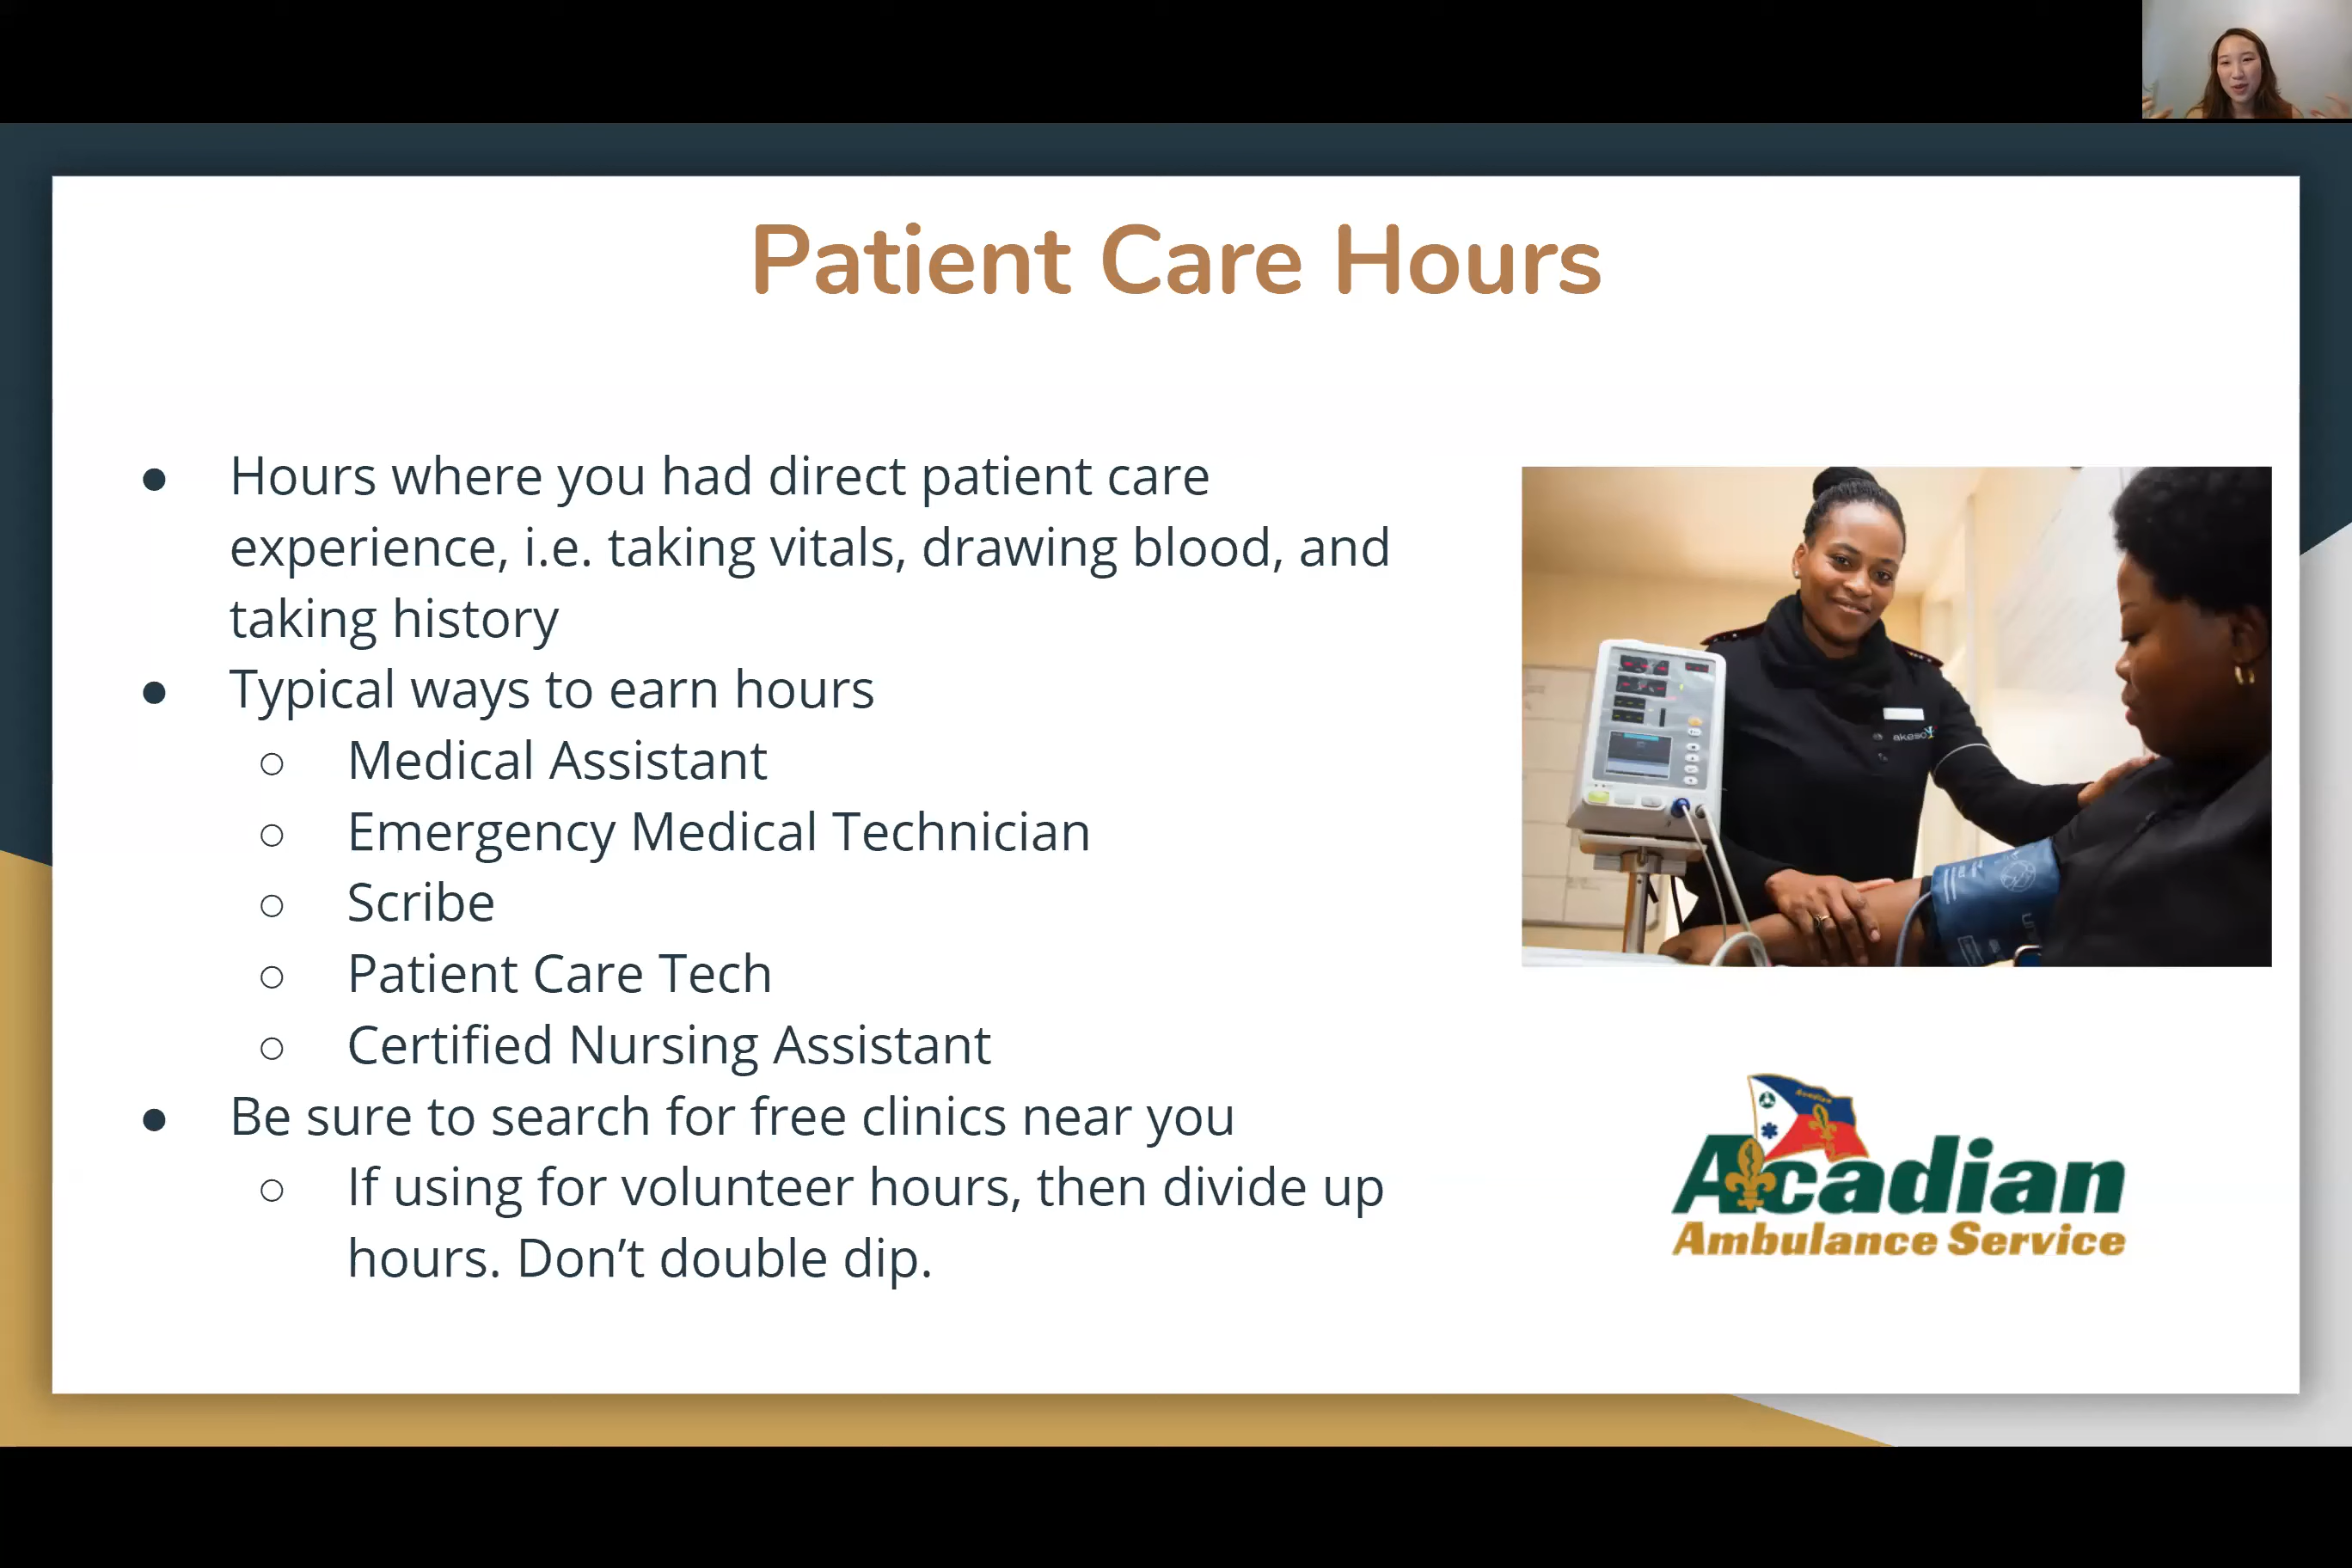 Patient Care Hours
● Hours where you had direct patient care
experience, i.e. taking vitals, drawing blood, and
taking history
● Typical ways to earn hours
○ Medical Assistant
○ Emergency Medical Technician
○ Scribe
○ Patient Care Tech
○ Certified Nursing Assistant
● Be sure to search for free clinics near you
○ If using for volunteer hours, then divide up
hours. Don’t double dip.
akeso
Acadian
Acadian
Ambulance Service